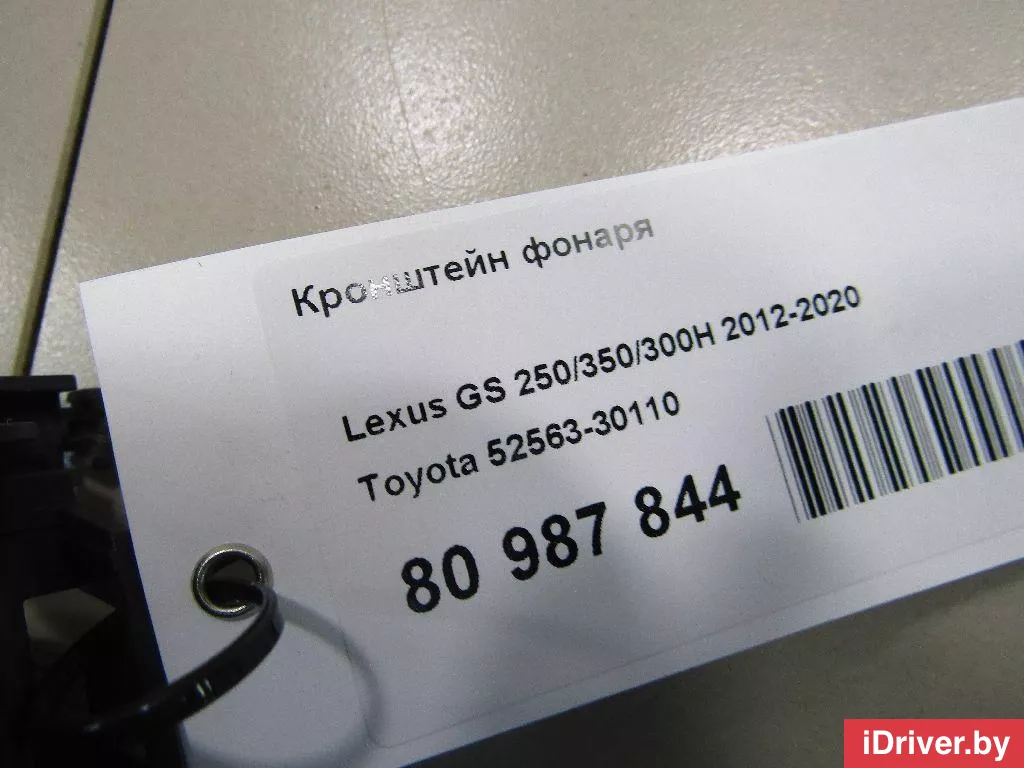 Кронштейн фонаря
Lexus GS 250/350/300H 2012-2020
Toyota 52563-30110
80 987 844
iDriver.by